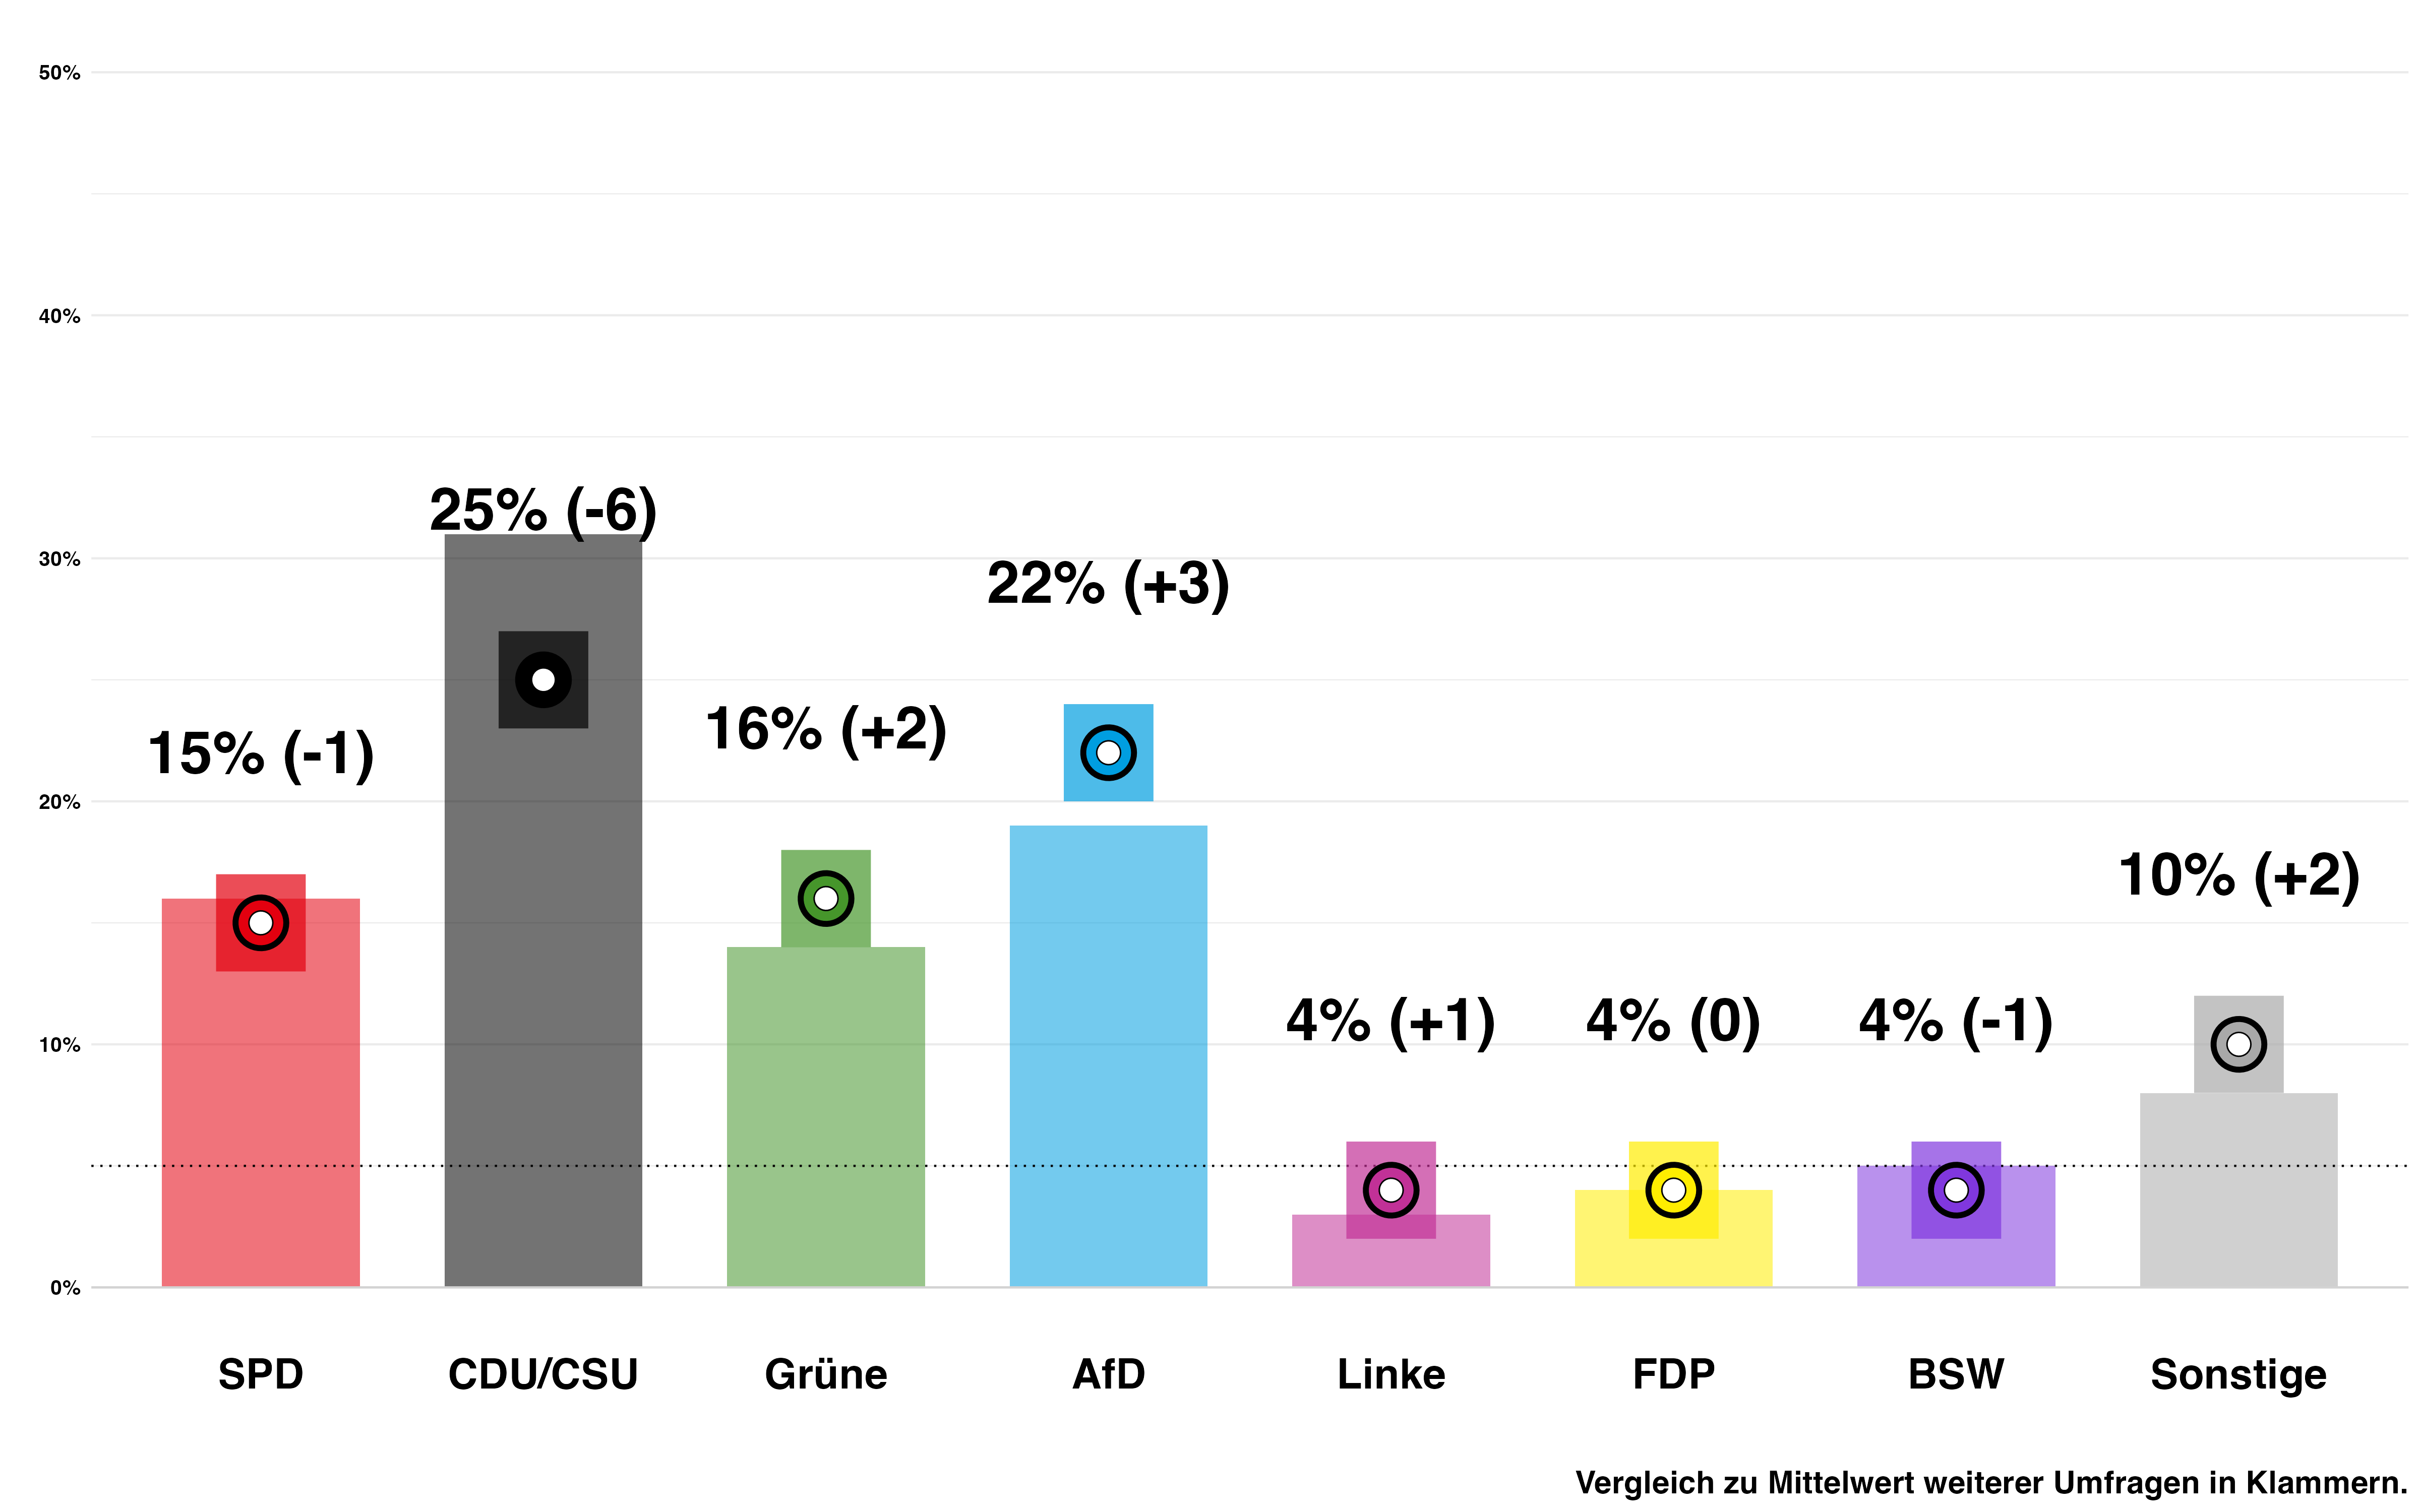 50%
40%
30%
20%
10%
0%
15% (-1)
25% (-6)
16% (+2)
22% (+3)
4% (+1)
4% (0)
4% (-1)
10% (+2)
SPD
CDU/CSU
Grüne
AfD
Linke
FDP
BSW
Sonstige
Vergleich zu Mittelwert weiterer Umfragen in Klammern.